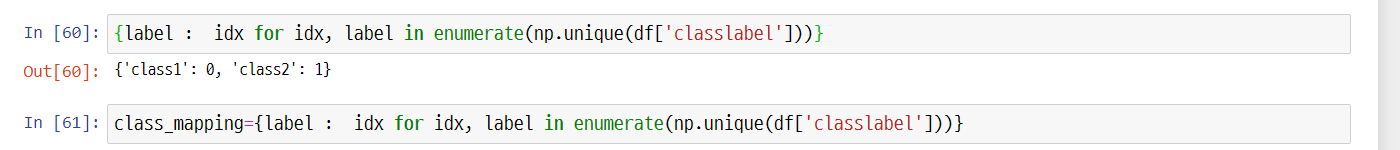 In [60]: {label :  idx for idx, label in enumerate(np.unique(df['classlabel']))}
Out[60]: {'class1': 0, 'class2': 1}
In [61]: class_mapping={label :  idx for idx, label in enumerate(np.unique(df['classlabel']))}